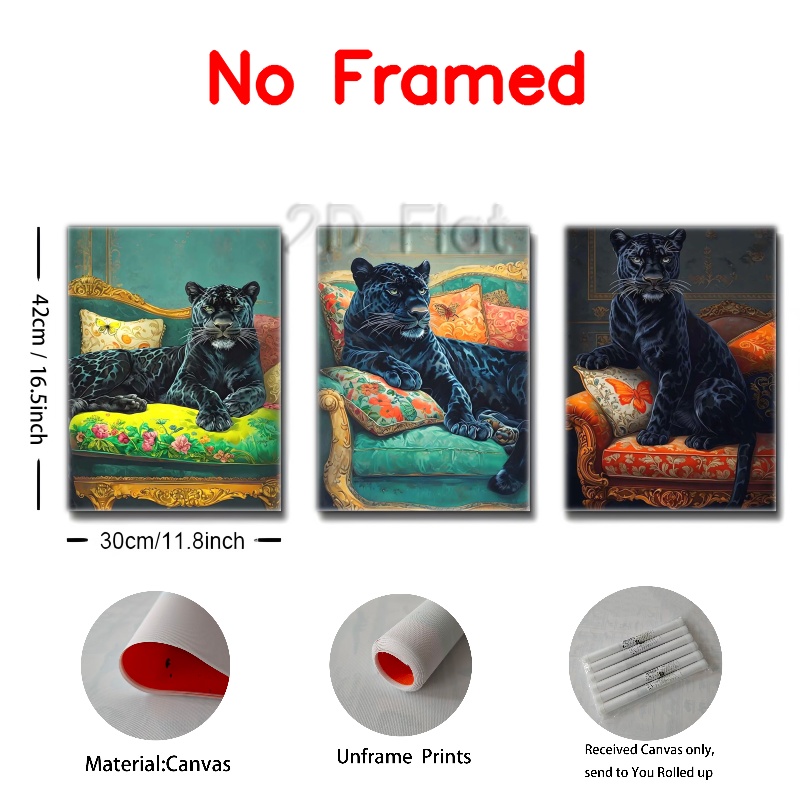 No Framed
2D Flat
42cm / 16.5inch
30cm/11.8inch
Material:Canvas
Unframe Prints
Received Canvas only,
send to You Rolled up